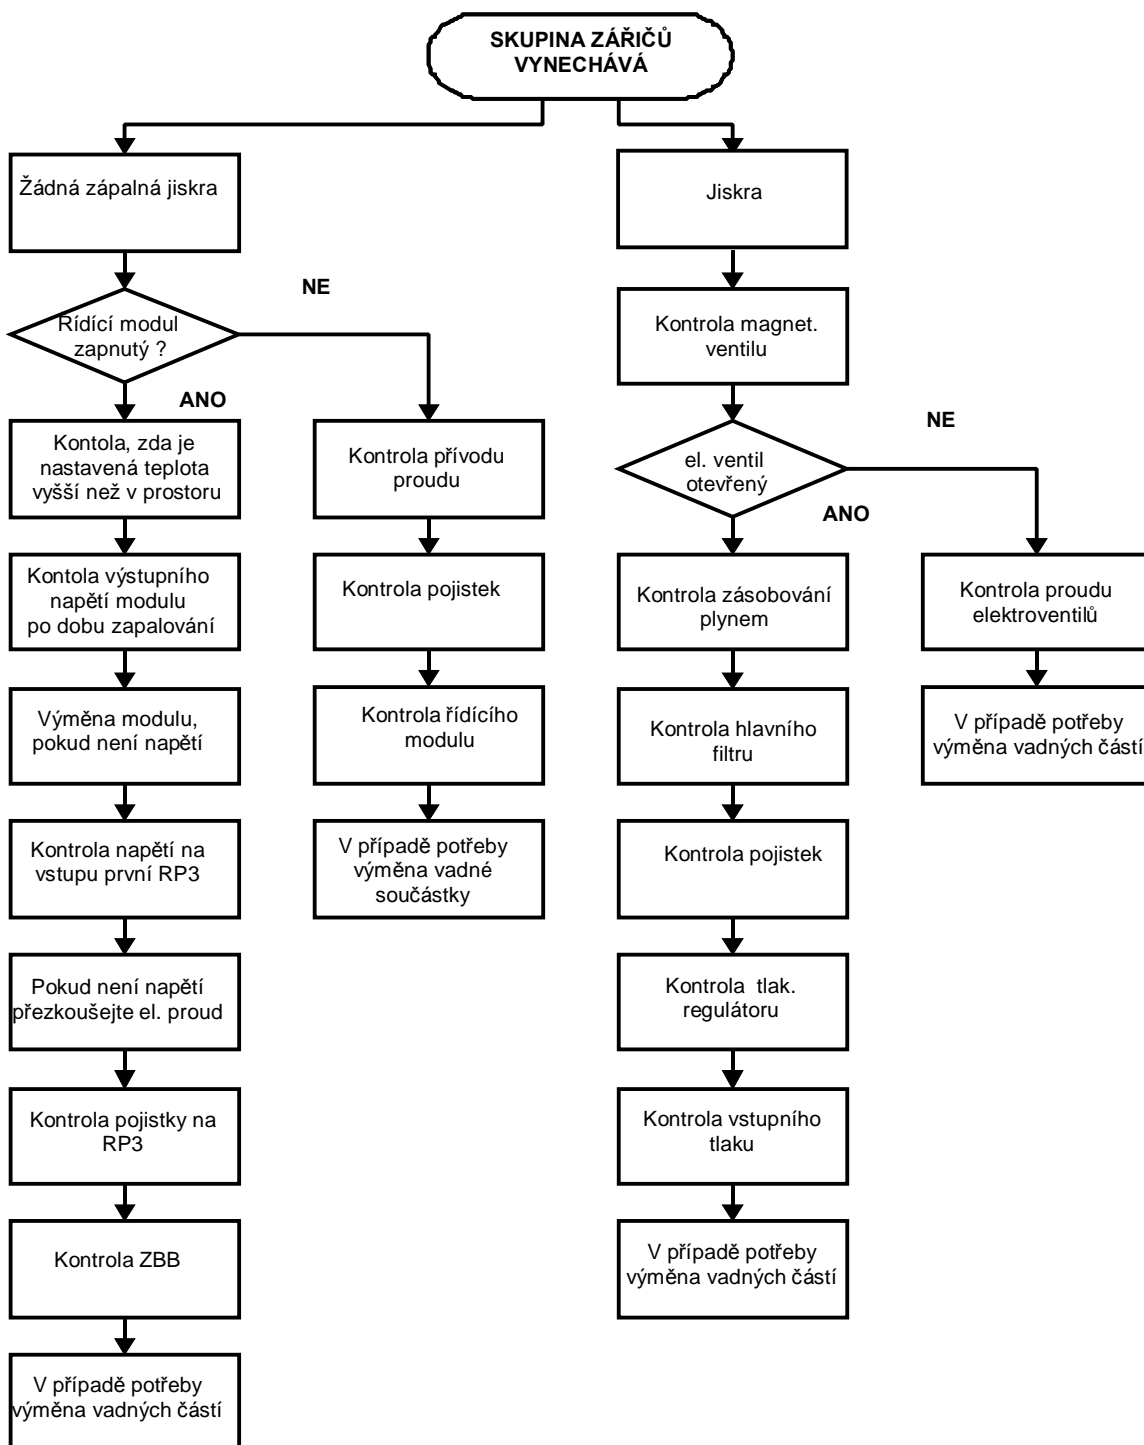 SKUPINA ZÁŘIČŮ
VYNECHÁVÁ
Žádná zápalná jiskra
NE
Rídící modul
zapnutý ?
ANO
Kontola, zda je
nastavená teplota
vyšší než v prostoru
Kontola výstupního
napětí modulu
po dobu zapalování
Výměna modulu,
pokud není napětí
Kontrola napětí na
vstupu první RP3
Pokud není napětí
přezkoušejte el. proud
Kontrola pojistky na
RP3
Kontrola ZBB
V případě potřeby
výměna vadných částí
Kontrola přívodu
proudu
Kontrola pojistek
Kontrola řídícího
modulu
V případě potřeby
výměna vadné
součástky
Jiskra
Kontrola magnet.
ventilu
NE
el. ventil
otevřený
ANO
Kontrola zásobování
plynem
Kontrola hlavního
filtru
Kontrola pojistek
Kontrola tlak.
regulátoru
Kontrola vstupního
tlaku
V případě potřeby
výměna vadných částí
Kontrola proudu
elektroventilů
V případě potřeby
výměna vadných částí